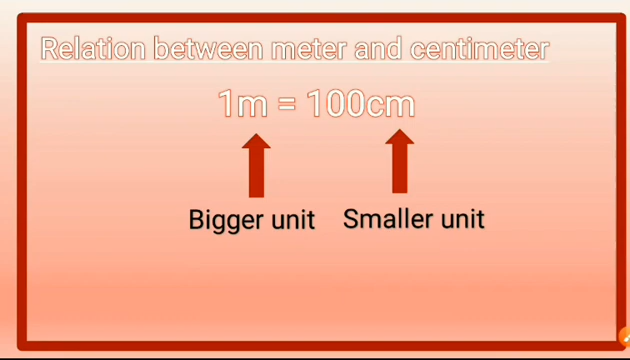 Relation between meter and centimeter
1m = 100cm
Bigger unit Smaller unit